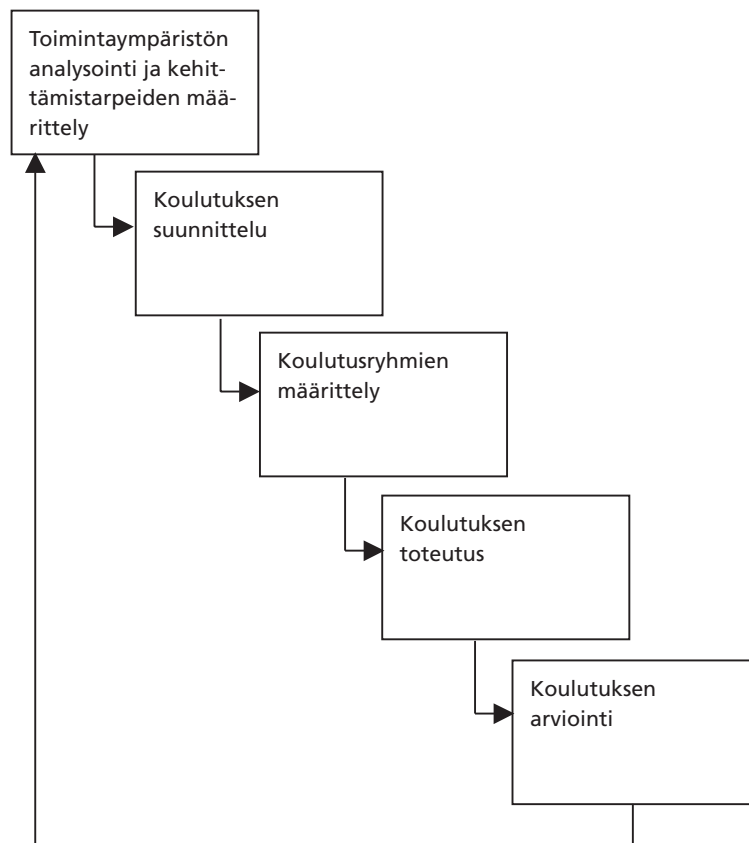 Toimintaympäristön
analysointi ja kehit-
tämistarpeiden mää-
rittely
Koulutuksen
suunnittelu
Koulutusryhmien
määrittely
Koulutuksen
toteutus
Koulutuksen
arviointi